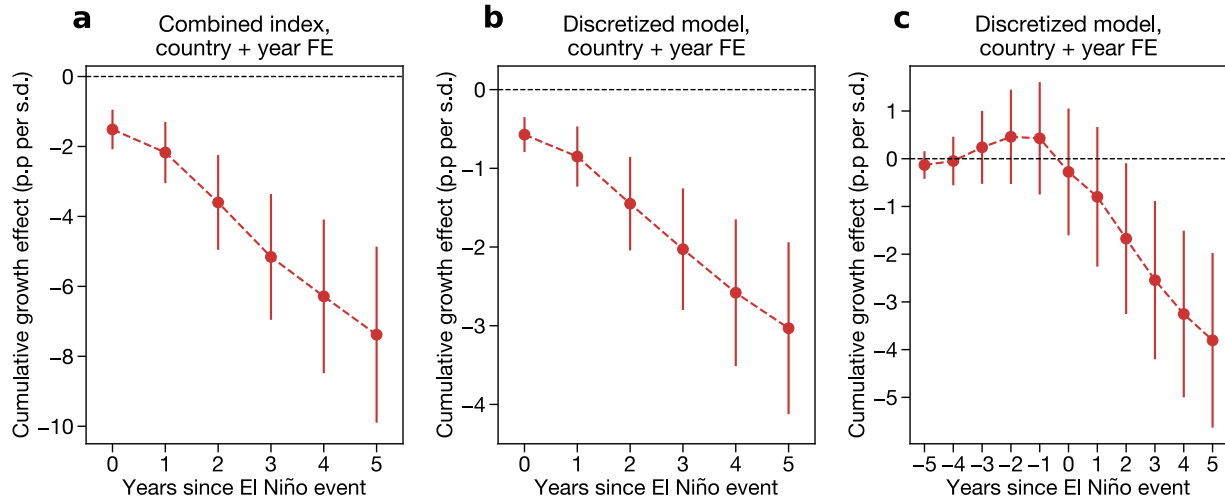 a
Combined index,
country + year FE
Cumulative growth effect (p.p per s.d.)
0
−2
−4
−6
−8
−10
0 1 2 3 4 5
Years since El Niño event
b
Discretized model,
country + year FE
Cumulative growth effect (p.p per s.d.)
0
−1
−2
−3
−4
0 1 2 3 4 5
Years since El Niño event
c
Discretized model,
country + year FE
Cumulative growth effect (p.p per s.d.)
1
0
−1
−2
−3
−4
−5
−5 −4 −3 −2 −1 0 1 2 3 4 5
Years since El Niño event